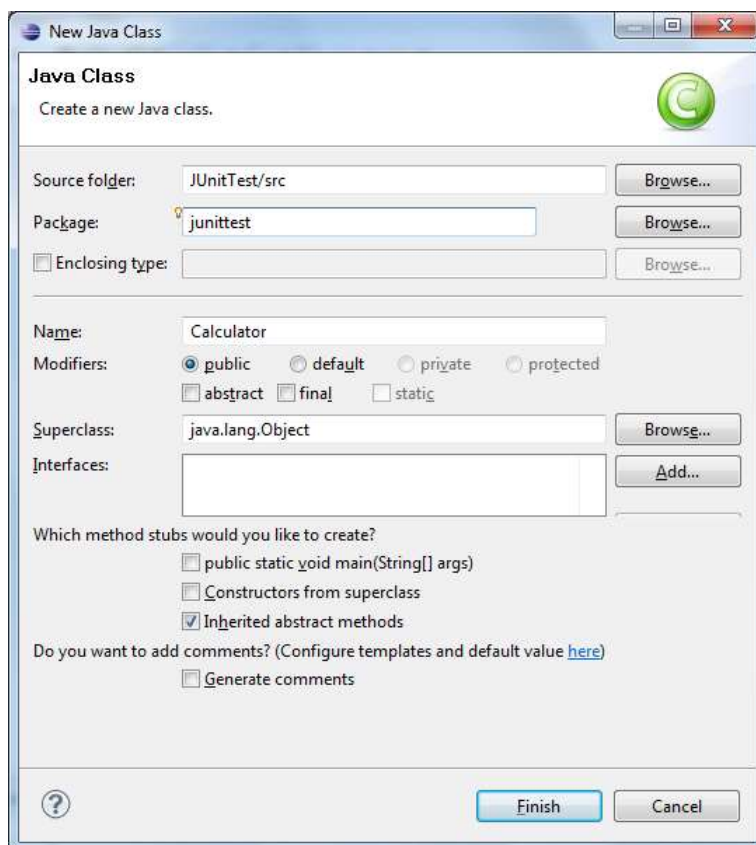 New Java Class
Java Class
Create a new Java class.
Source folder: JUnitTest/src Browse...
Package: junittest Browse...
Enclosing type: Browse...
Name: Calculator
Modifiers: public default private protected
abstract final static
Superclass: java.lang.Object Browse...
Interfaces: Add...
Which method stubs would you like to create?
public static void main(String[] args)
Constructors from superclass
Inherited abstract methods
Do you want to add comments? (Configure templates and default value here)
Generate comments
? Finish Cancel